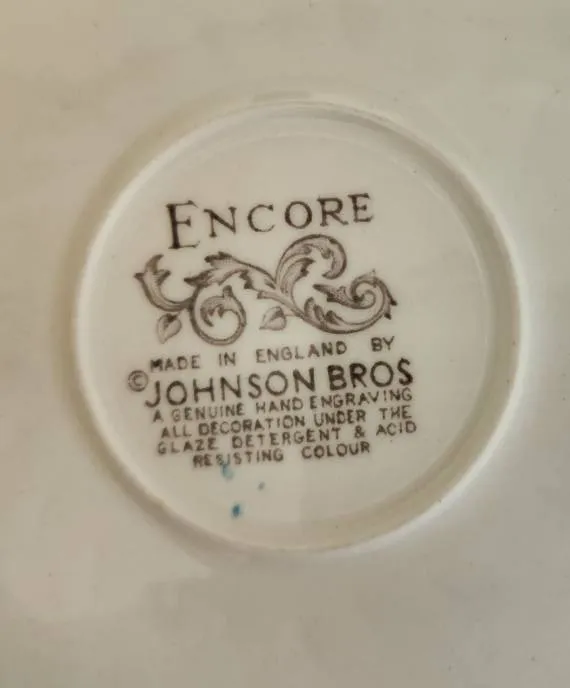 ENCORE
MADE IN ENGLAND BY
©JOHNSON BROS
A GENUINE HAND ENGRAVING
ALL DECORATION UNDER THE
GLAZE DETERGENT & ACID
RESISTING COLOUR